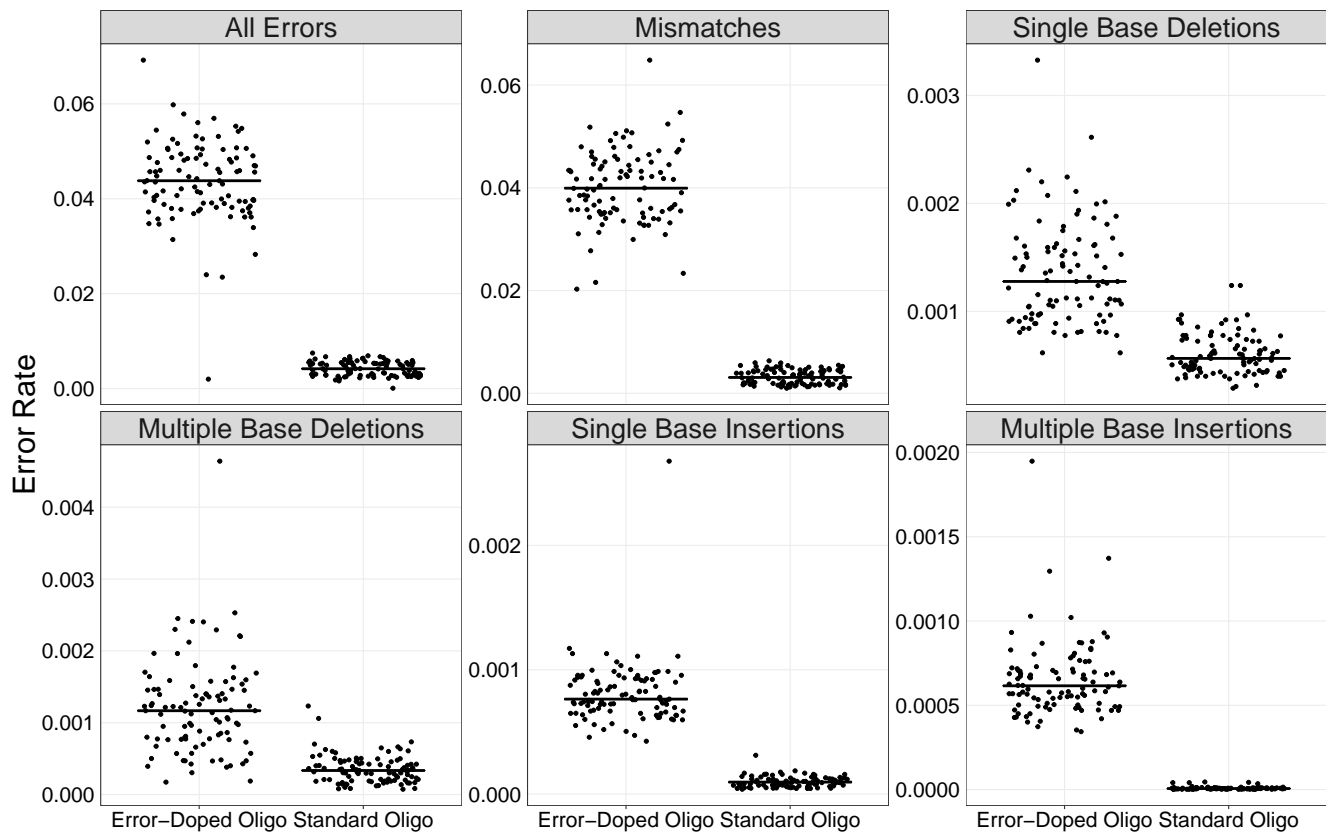 All Errors
Mismatches
Single Base Deletions
0.06
0.04
0.02
0.00
0.06
0.04
0.02
0.00
0.003
0.002
0.001
Error Rate
Multiple Base Deletions
Single Base Insertions
Multiple Base Insertions
0.004
0.003
0.002
0.001
0.000
0.002
0.001
0.000
0.0020
0.0015
0.0010
0.0005
0.0000
Error−Doped Oligo Standard Oligo
Error−Doped Oligo Standard Oligo
Error−Doped Oligo Standard Oligo